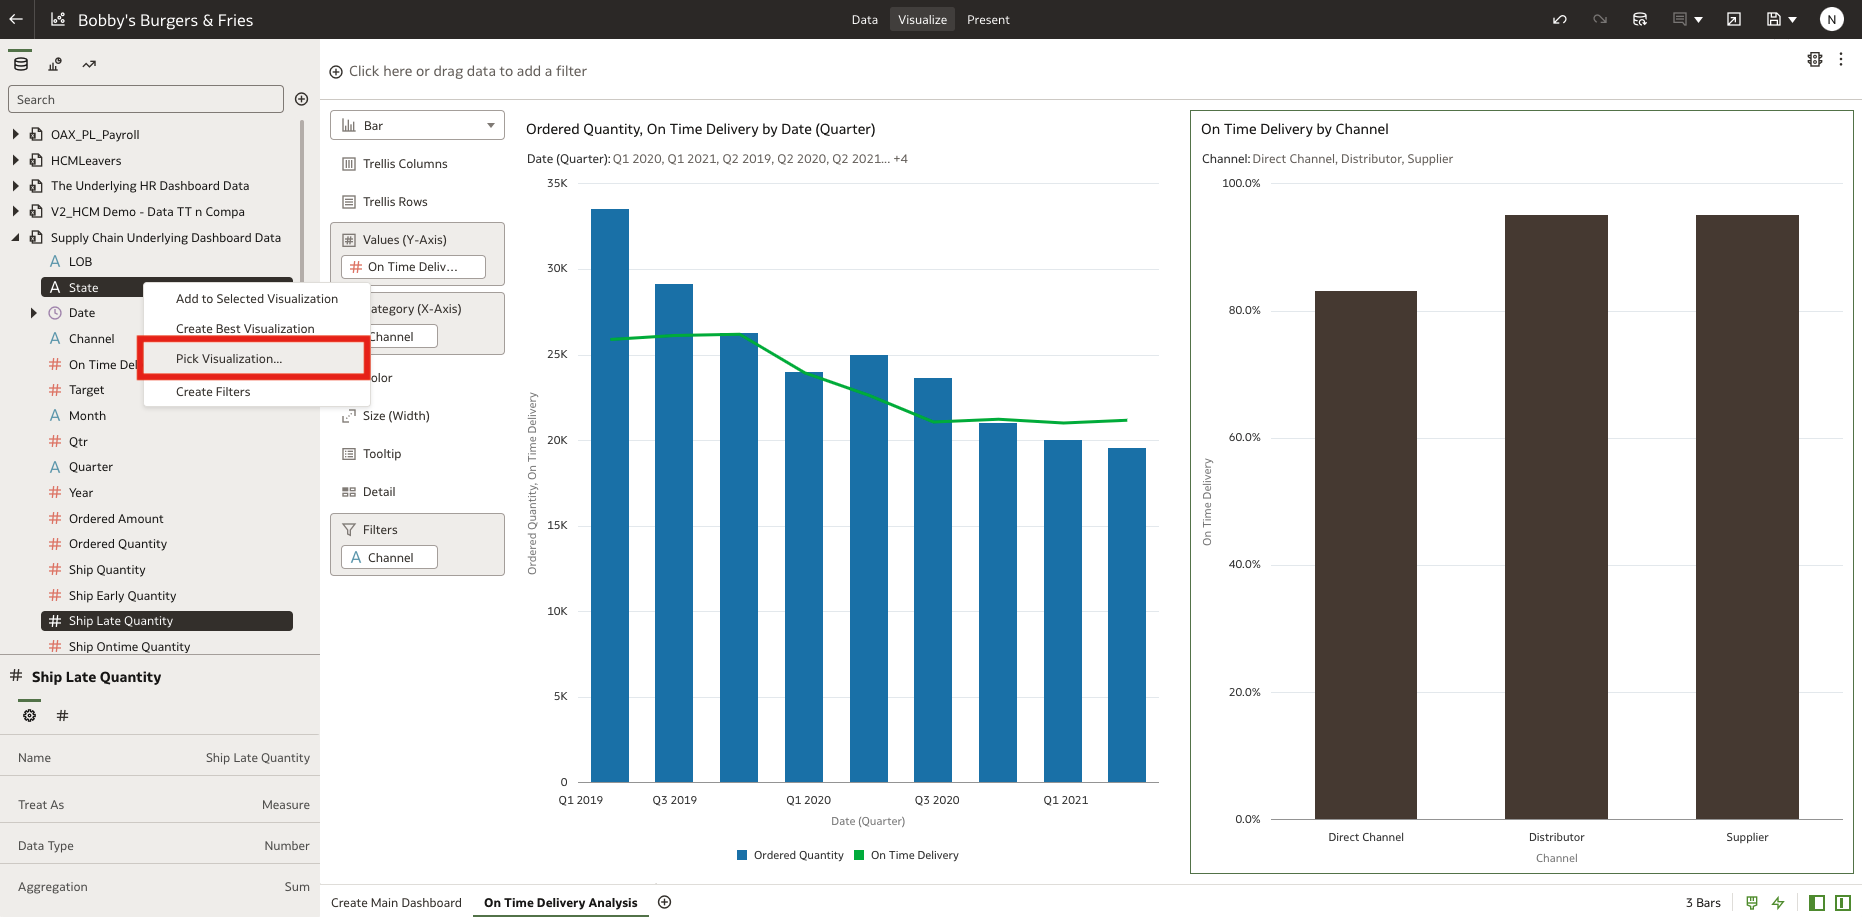 Bobby's Burgers & Fries
Data Visualize Present
N
Click here or drag data to add a filter
Search
OAX_PL_Payroll
HCMLeavers
The Underlying HR Dashboard Data
V2_HCM Demo - Data TT n Compa
Supply Chain Underlying Dashboard Data
A LOB
A State
Date
A Channel
# On Time Del
# Target
A Month
# Qtr
A Quarter
# Year
# Ordered Amount
# Ordered Quantity
# Ship Quantity
# Ship Early Quantity
# Ship Late Quantity
# Ship Ontime Quantity
Add to Selected Visualization
Create Best Visualization
Pick Visualization...
Create Filters
# Ship Late Quantity
#
Name Ship Late Quantity
Treat As Measure
Data Type Number
Aggregation Sum
Bar
Trellis Columns
Trellis Rows
# Values (Y-Axis)
# On Time Deliv...
ategory (X-Axis)
Channel
olor
Size (Width)
Tooltip
Detail
Filters
A Channel
Ordered Quantity, On Time Delivery by Date (Quarter)
Date (Quarter): Q1 2020, Q1 2021, Q2 2019, Q2 2020, Q2 2021... +4
35K
30K
25K
20K
15K
10K
5K
0
Ordered Quantity, On Time Delivery
Q1 2019 Q3 2019 Q1 2020 Q3 2020 Q1 2021
Date (Quarter)
Ordered Quantity On Time Delivery
On Time Delivery by Channel
Channel: Direct Channel, Distributor, Supplier
100.0%
80.0%
60.0%
40.0%
20.0%
0.0%
On Time Delivery
Direct Channel Distributor Supplier
Channel
Create Main Dashboard On Time Delivery Analysis
3 Bars